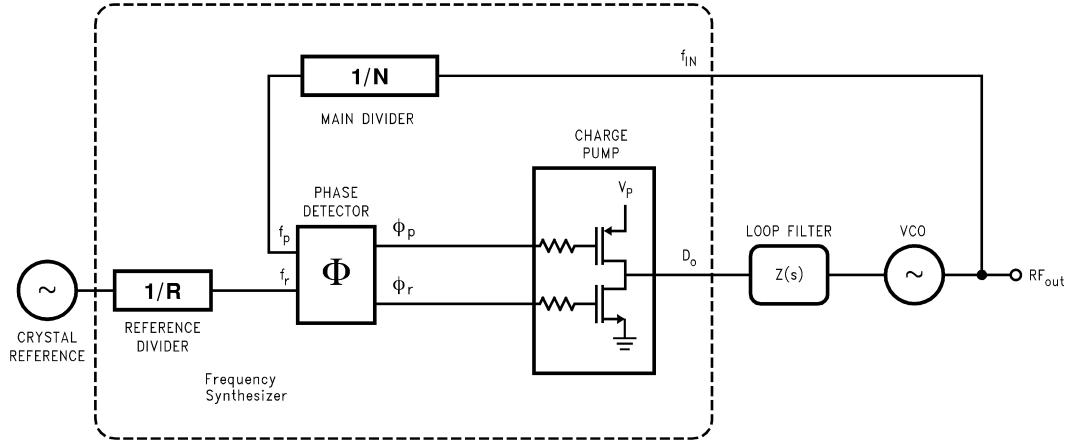 f_IN
1/N
MAIN DIVIDER
CHARGE
PUMP
V_P
PHASE
DETECTOR
f_p
ϕ_p
Φ
f_r
ϕ_r
D_o
LOOP FILTER
Z(s)
VCO
~
RF_out
~
1/R
CRYSTAL
REFERENCE
REFERENCE
DIVIDER
Frequency
Synthesizer